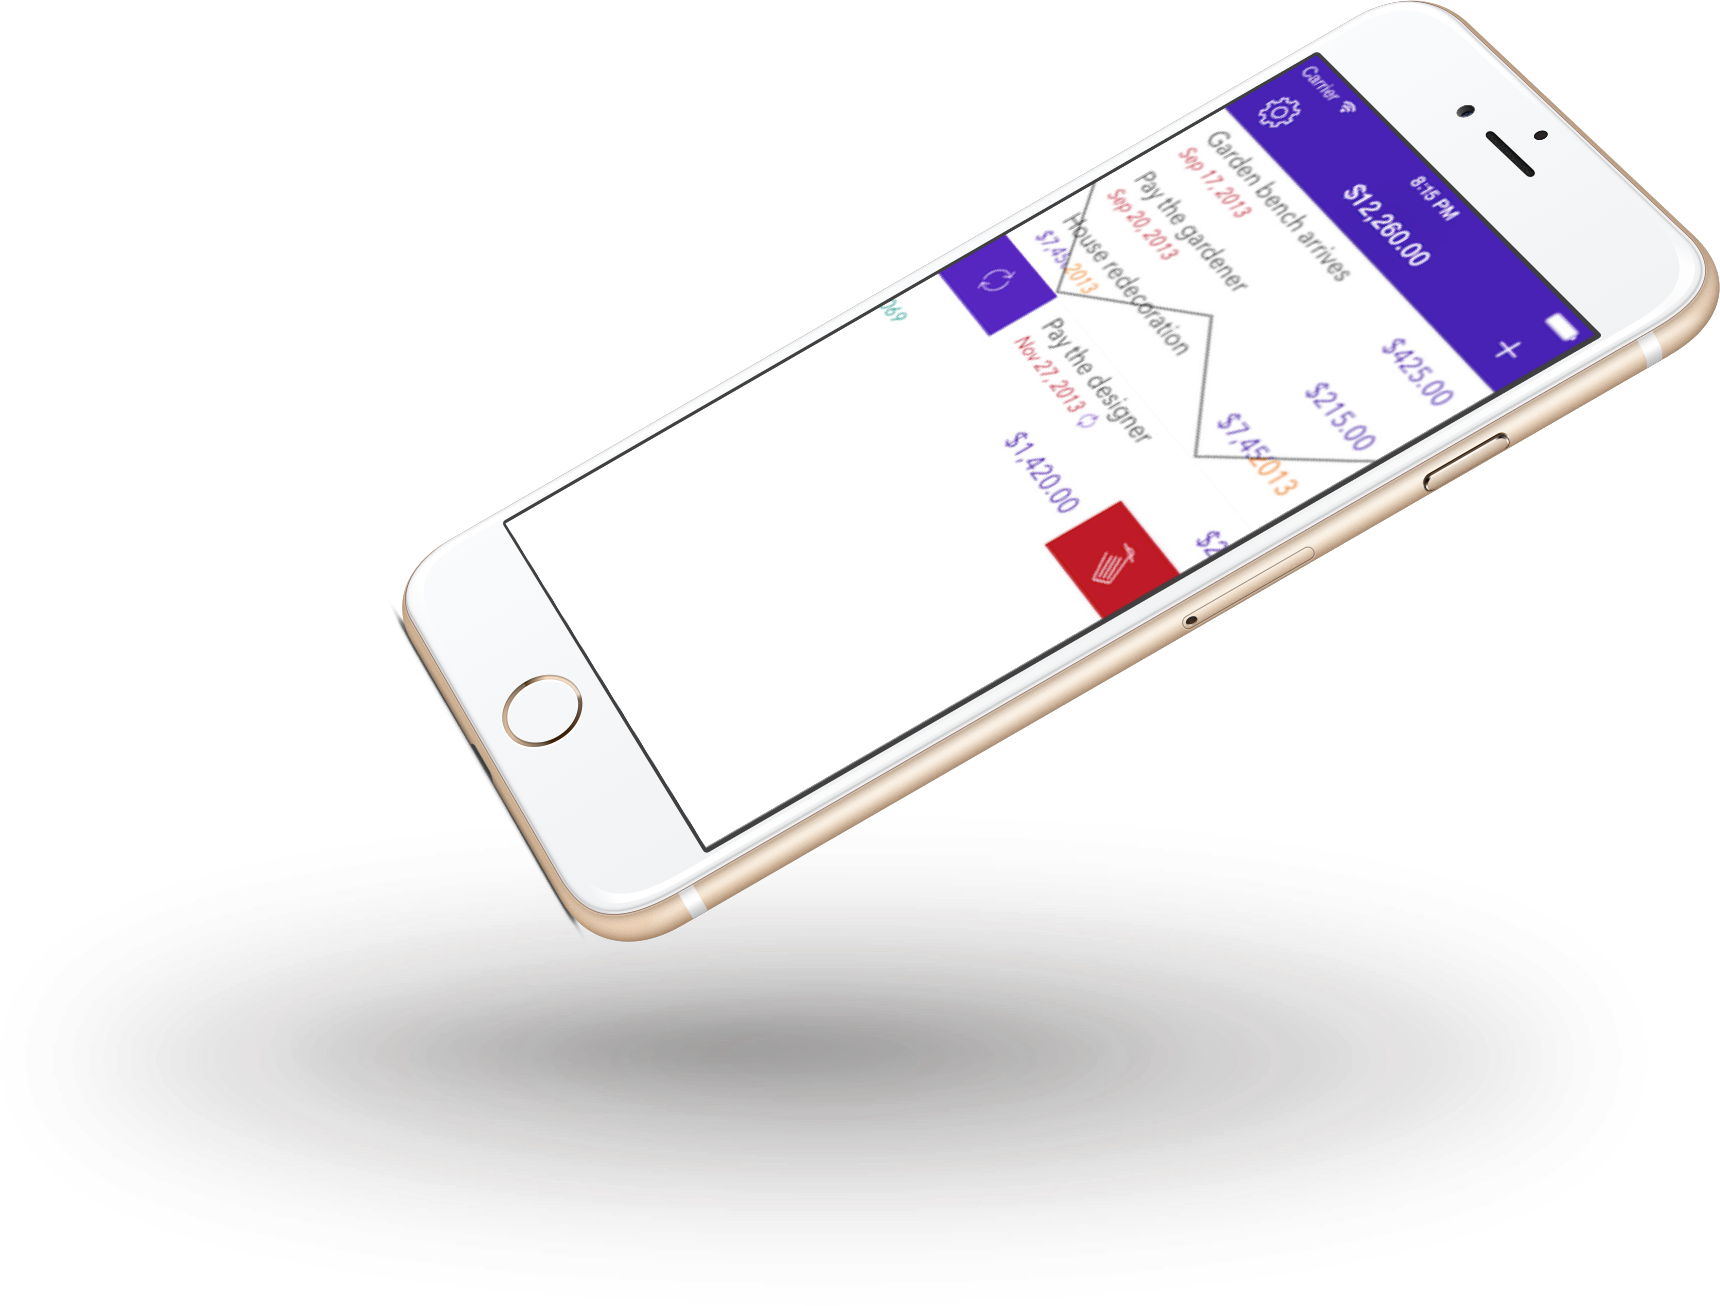 Carrier 8:15 PM
$12,260.00
Garden bench arrives
Sep 17, 2013
$425.00
Pay the gardener
Sep 20, 2013
$215.00
House redecoration
$7,45
2013
$7,45
2013
Pay the designer
Nov 27, 2013
$1,420.00
$2
069